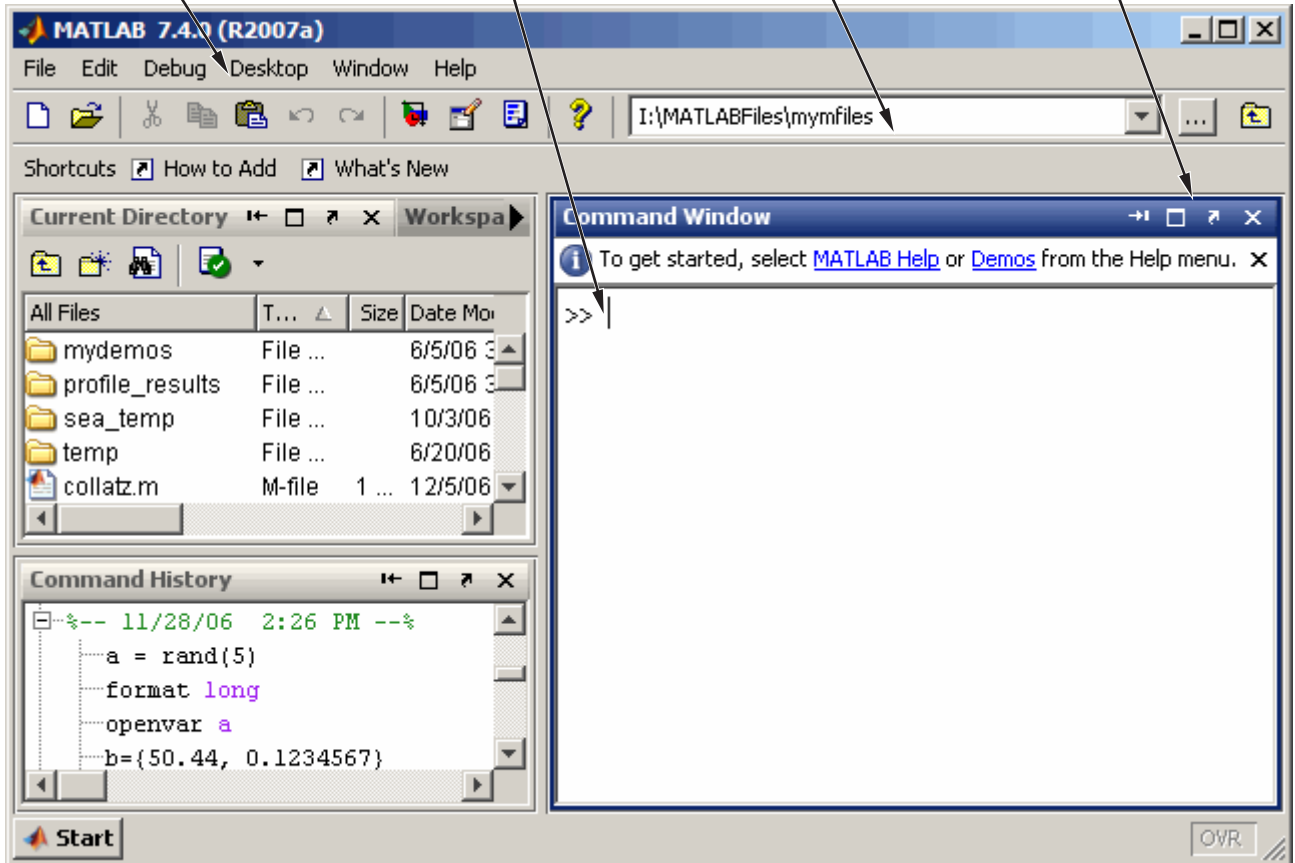 MATLAB 7.4.0 (R2007a)
File Edit Debug Desktop Window Help
I:\MATLABFiles\mymfiles ...
Shortcuts How to Add What's New
Current Directory Workspa
All Files T... Size Date Mo
mydemos File ... 6/5/06 3
profile_results File ... 6/5/06 3
sea_temp File ... 10/3/06
temp File ... 6/20/06
collatz.m M-file 1 ... 12/5/06
Command History
%-- 11/28/06 2:26 PM --%
a = rand(5)
format long
openvar a
b={50.44, 0.1234567}
Command Window
To get started, select MATLAB Help or Demos from the Help menu.
>>
Start OVR